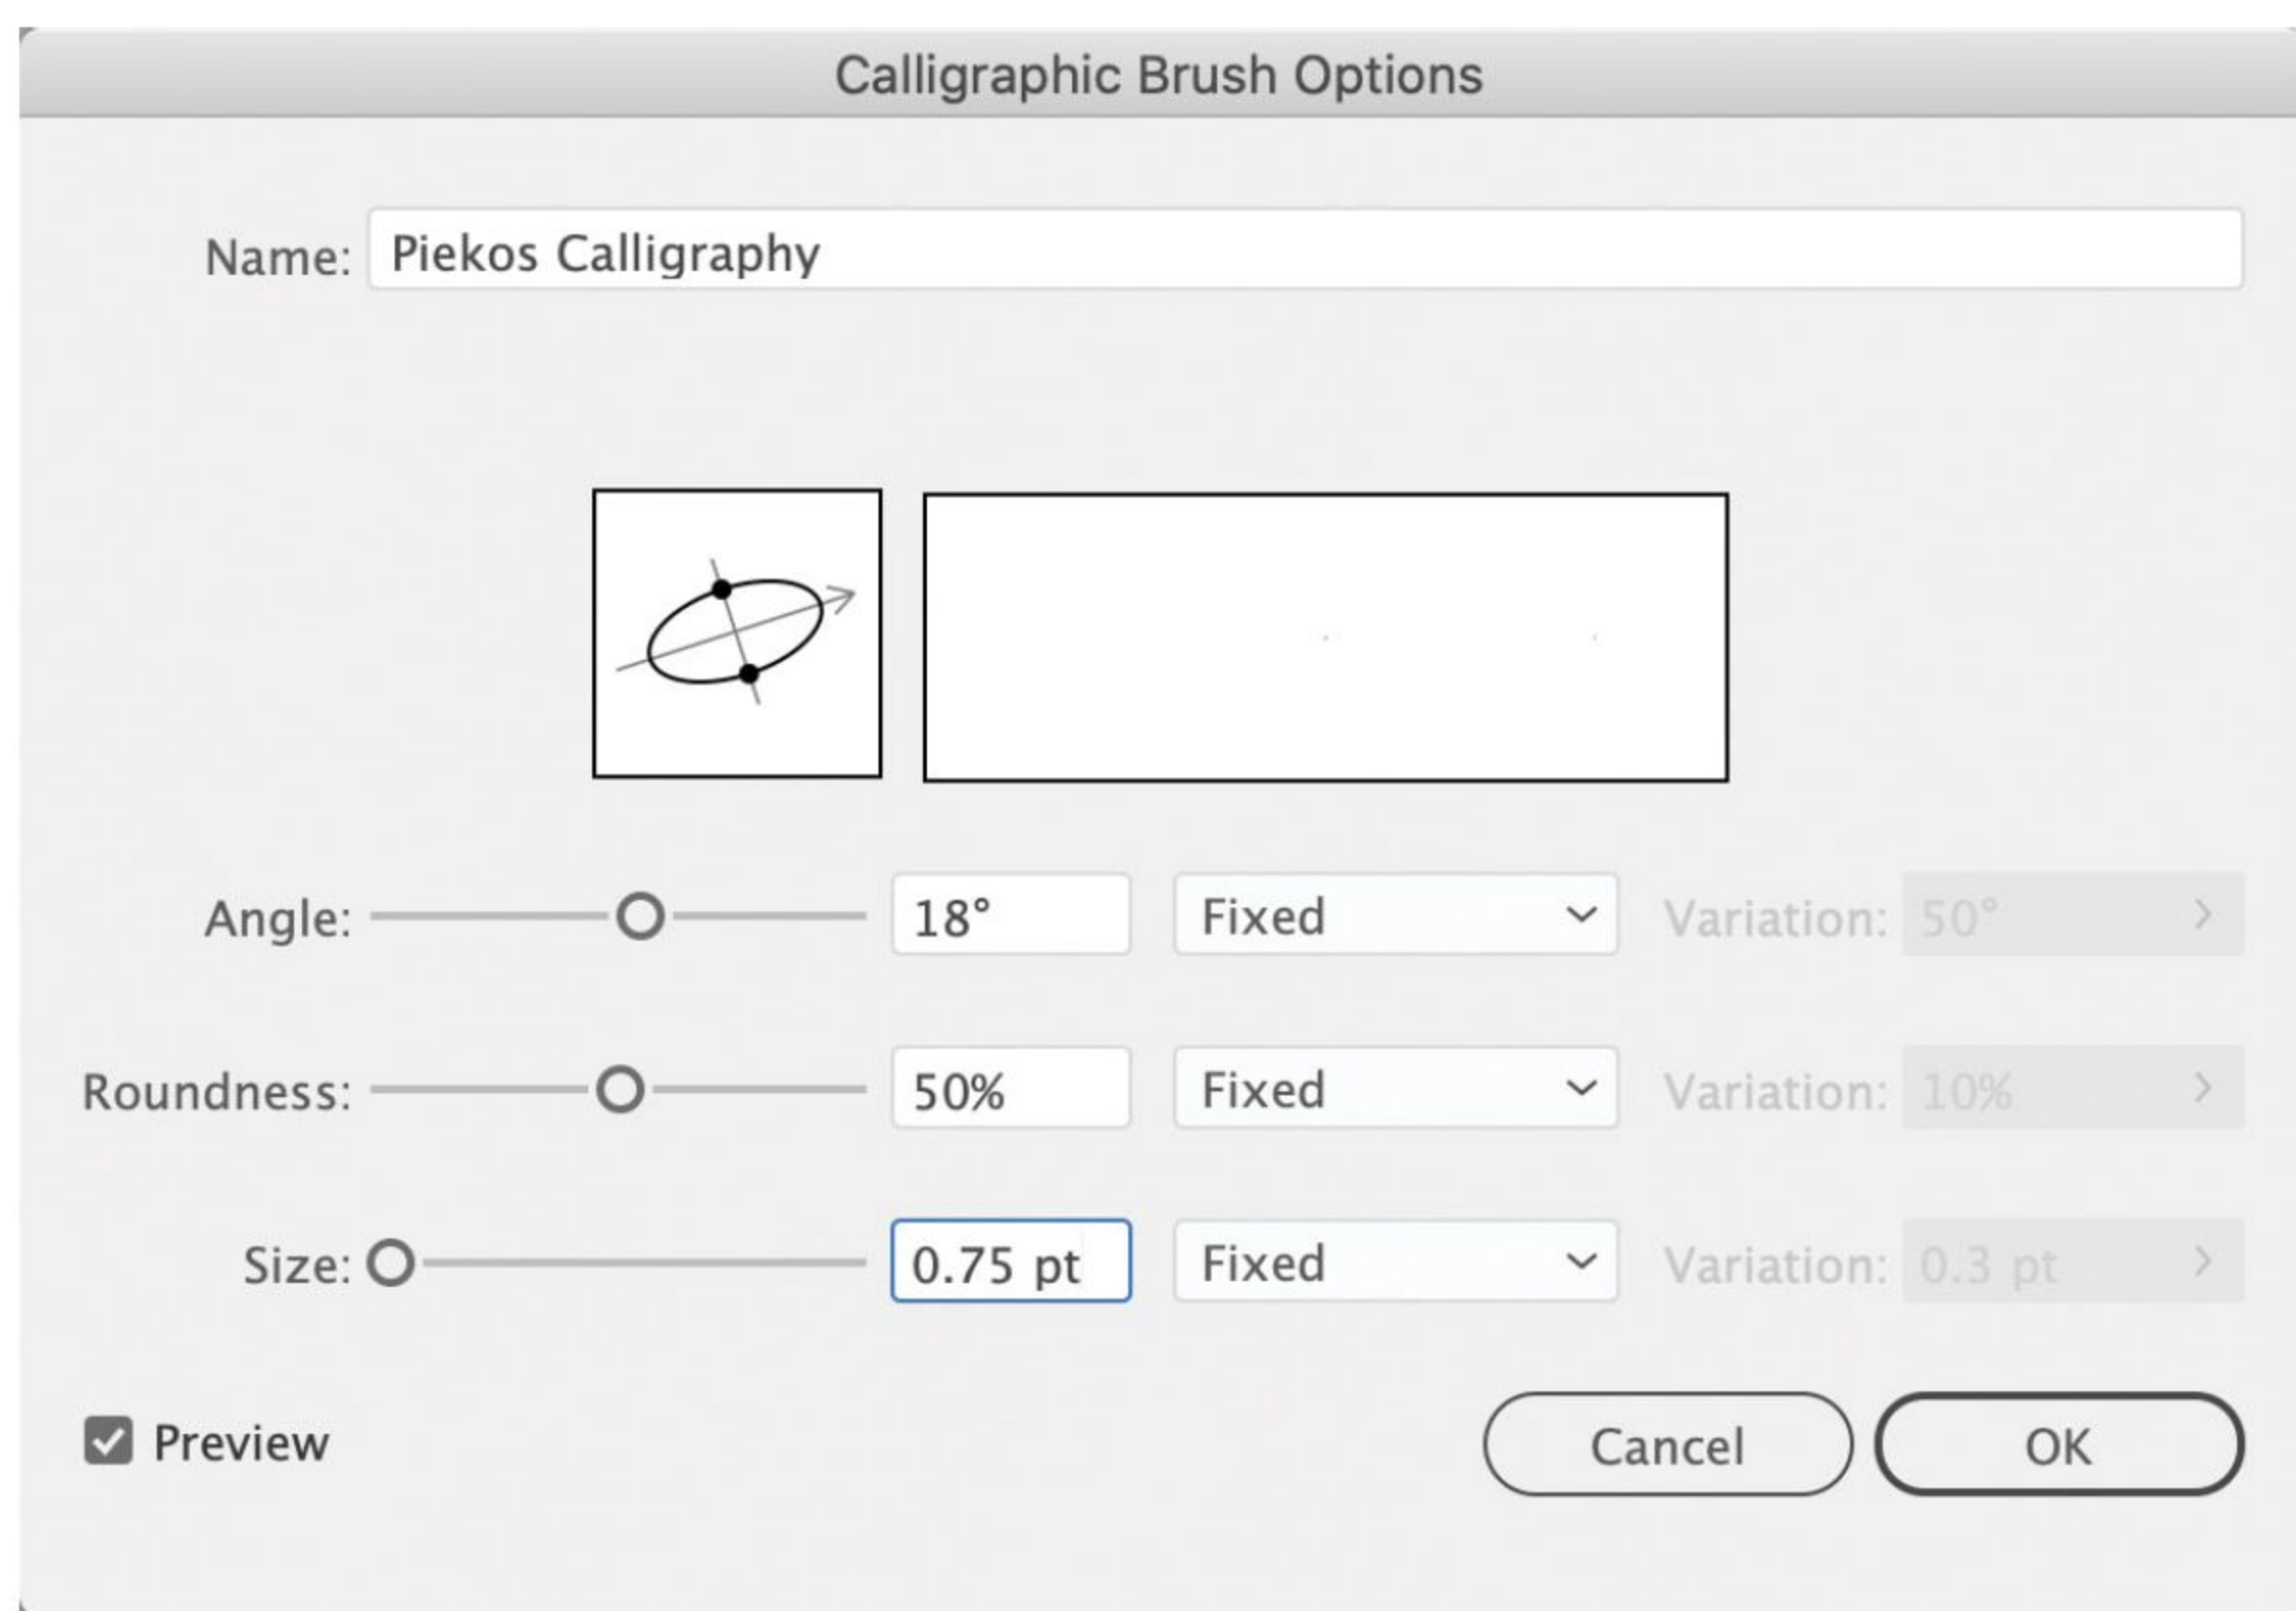 Calligraphic Brush Options
Name: Piekos Calligraphy
Angle: 18° Fixed Variation: 50°
Roundness: 50% Fixed Variation: 10%
Size: 0.75 pt Fixed Variation: 0.3 pt
Preview Cancel OK